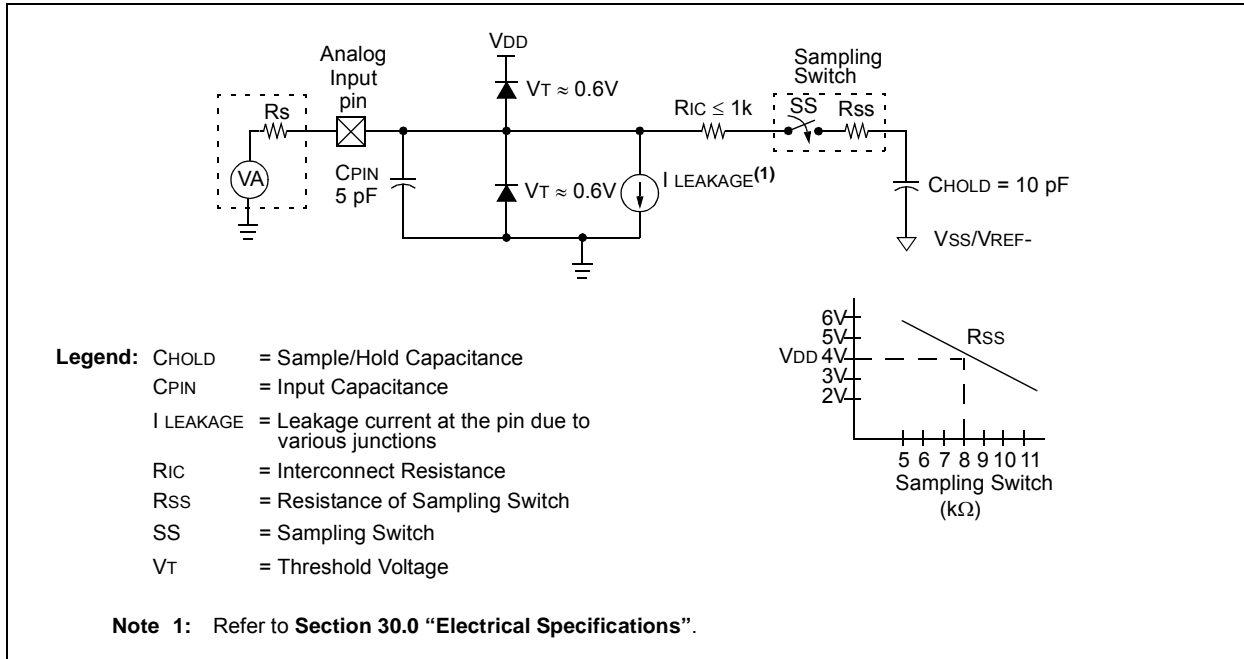 VDD
Analog
Input
pin
Sampling
Switch
VT ≈ 0.6V
Rs
RIC ≤ 1k
SS
Rss
VA
CPIN
5 pF
VT ≈ 0.6V
I LEAKAGE(1)
CHOLD = 10 pF
VSS/VREF-
6V
5V
VDD 4V
3V
2V
RSS
5 6 7 8 9 10 11
Sampling Switch
(kΩ)
Legend: CHOLD = Sample/Hold Capacitance
CPIN = Input Capacitance
I LEAKAGE = Leakage current at the pin due to
various junctions
RIC = Interconnect Resistance
RSS = Resistance of Sampling Switch
SS = Sampling Switch
VT = Threshold Voltage
Note 1: Refer to Section 30.0 “Electrical Specifications”.